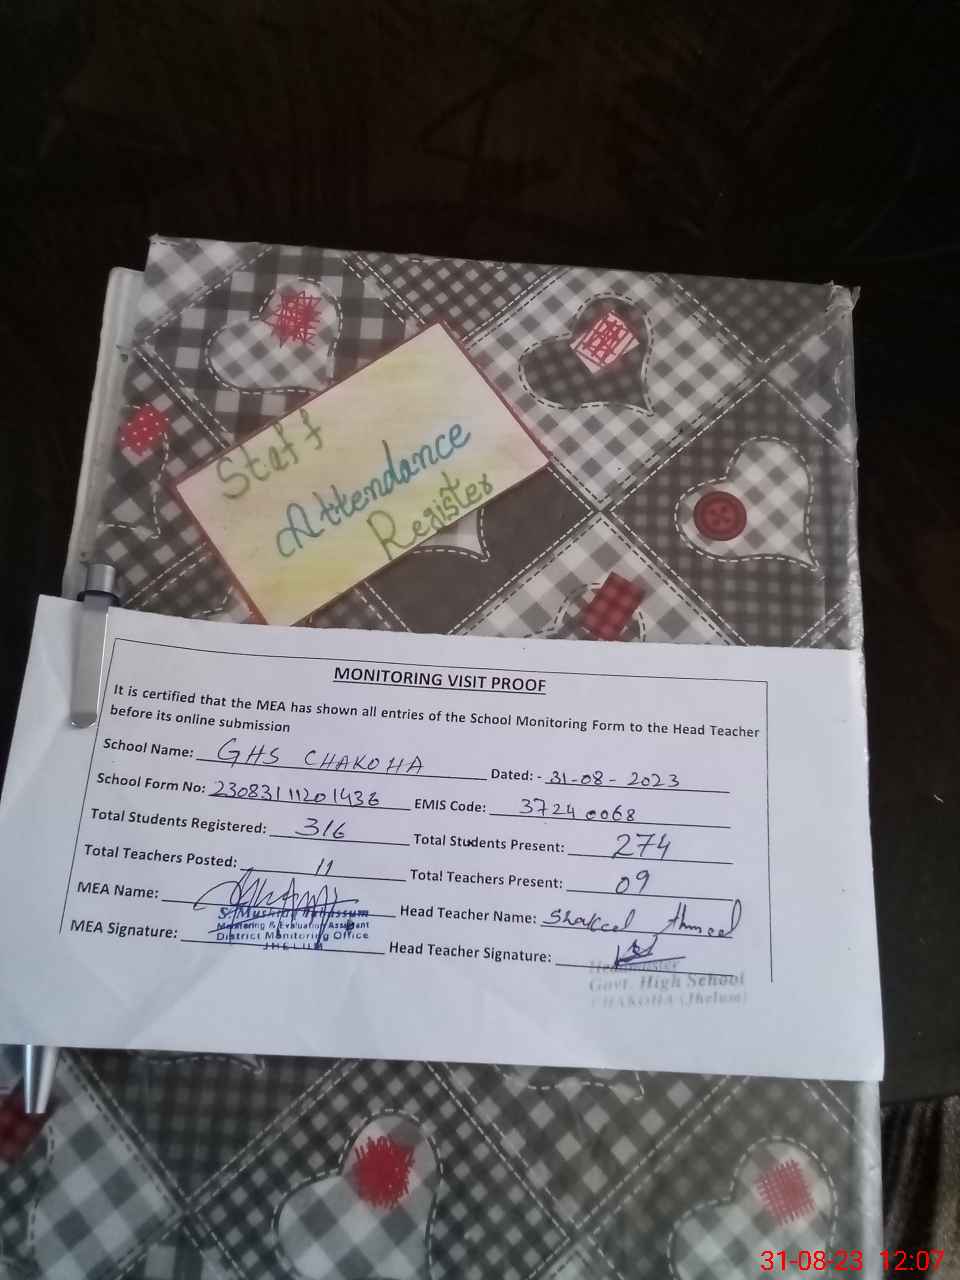 Staff
Attendance
Register
MONITORING VISIT PROOF
It is certified that the MEA has shown all entries of the School Monitoring Form to the Head Teacher
before its online submission
School Name: GHS CHAKOHA Dated: - 31-08-2023
School Form No: 23083111201436 EMIS Code: 37240068
Total Students Registered: 316 Total Students Present: 274
Total Teachers Posted: 11 Total Teachers Present: 09
MEA Name: Head Teacher Name: Shakeel Ahmed
S. Mushtaq
Monitoring & Evaluation Assistant
District Monitoring Office
JHELUM
MEA Signature: Head Teacher Signature:
Headmaster
Govt. High School
CHAKOHA (Jhelum)
31-08-23 12:07